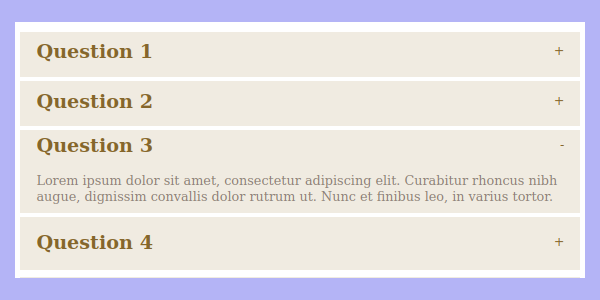 Question 1 +
Question 2 +
Question 3 -
Lorem ipsum dolor sit amet, consectetur adipiscing elit. Curabitur rhoncus nibh
augue, dignissim convallis dolor rutrum ut. Nunc et finibus leo, in varius tortor.
Question 4 +